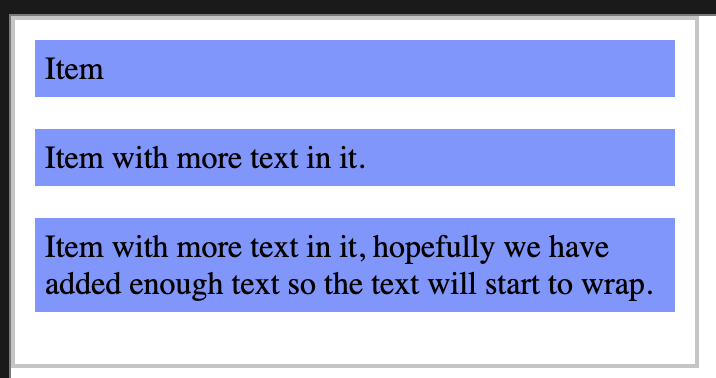 Item
Item with more text in it.
Item with more text in it, hopefully we have
added enough text so the text will start to wrap.